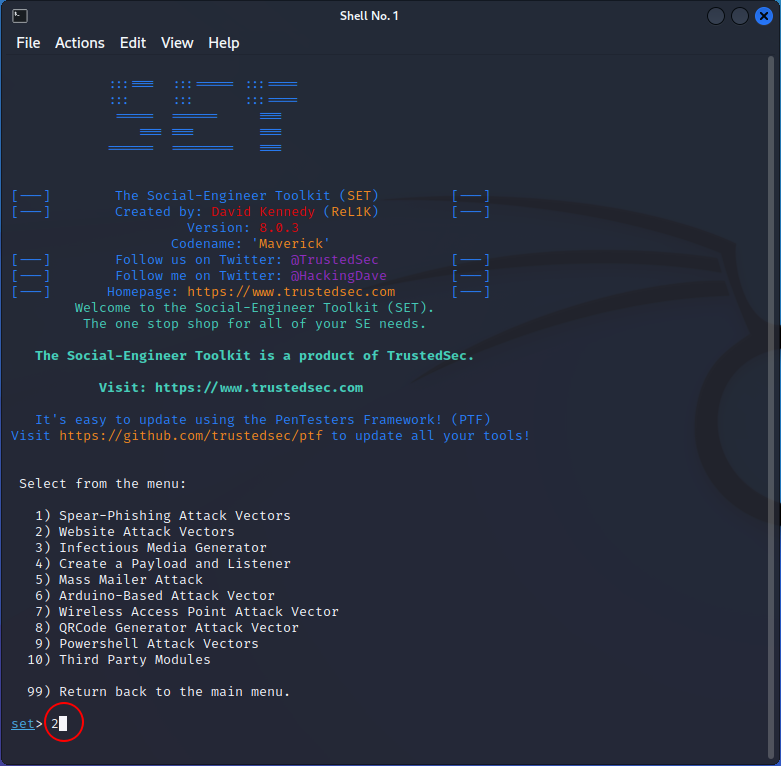 Shell No. 1
File Actions Edit View Help
[---] The Social-Engineer Toolkit (SET) [---]
[---] Created by: David Kennedy (ReL1K) [---]
Version: 8.0.3
Codename: 'Maverick'
[---] Follow us on Twitter: @TrustedSec [---]
[---] Follow me on Twitter: @HackingDave [---]
[---] Homepage: https://www.trustedsec.com [---]
Welcome to the Social-Engineer Toolkit (SET).
The one stop shop for all of your SE needs.
The Social-Engineer Toolkit is a product of TrustedSec.
Visit: https://www.trustedsec.com
It's easy to update using the PenTesters Framework! (PTF)
Visit https://github.com/trustedsec/ptf to update all your tools!
Select from the menu:
1) Spear-Phishing Attack Vectors
2) Website Attack Vectors
3) Infectious Media Generator
4) Create a Payload and Listener
5) Mass Mailer Attack
6) Arduino-Based Attack Vector
7) Wireless Access Point Attack Vector
8) QRCode Generator Attack Vector
9) Powershell Attack Vectors
10) Third Party Modules
99) Return back to the main menu.
set> 2